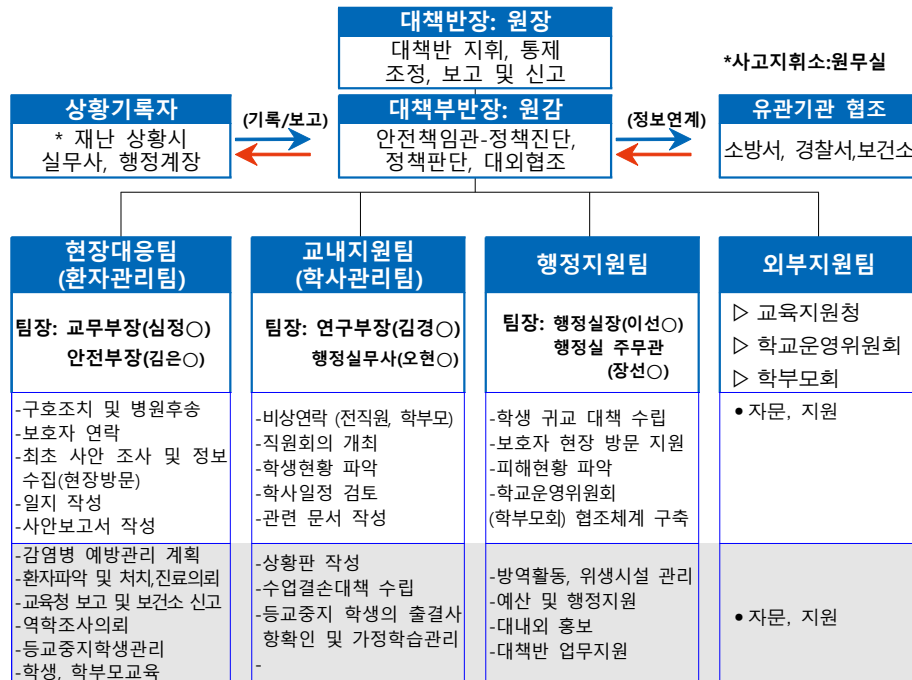 대책반장: 원장
대책반 지휘, 통제
조정, 보고 및 신고
*사고지휘소:원무실
상황기록자
* 재난 상황시
실무사, 행정계장
(기록/보고)
대책부반장: 원감
안전책임관-정책진단,
정책판단, 대외협조
(정보연계)
유관기관 협조
소방서, 경찰서,보건소
현장대응팀
(환자관리팀)
팀장: 교무부장(심정○)
안전부장(김은○)
-구호조치 및 병원후송
-보호자 연락
-최초 사안 조사 및 정보
수집(현장방문)
-일지 작성
-사안보고서 작성
-감염병 예방관리 계획
-환자파악 및 처치,진료의뢰
-교육청 보고 및 보건소 신고
-역학조사의뢰
-등교중지학생관리
-학생, 학부모교육
교내지원팀
(학사관리팀)
팀장: 연구부장(김경○)
행정실무사(오현○)
-비상연락 (전직원, 학부모)
-직원회의 개최
-학생현황 파악
-학사일정 검토
-관련 문서 작성
-상황판 작성
-수업결손대책 수립
-등교중지 학생의 출결사
항확인 및 가정학습관리
-
행정지원팀
팀장: 행정실장(이선○)
행정실 주무관
(장선○)
-학생 귀교 대책 수립
-보호자 현장 방문 지원
-피해현황 파악
-학교운영위원회
(학부모회) 협조체계 구축
-방역활동, 위생시설 관리
-예산 및 행정지원
-대내외 홍보
-대책반 업무지원
외부지원팀
▷ 교육지원청
▷ 학교운영위원회
▷ 학부모회
• 자문, 지원
• 자문, 지원